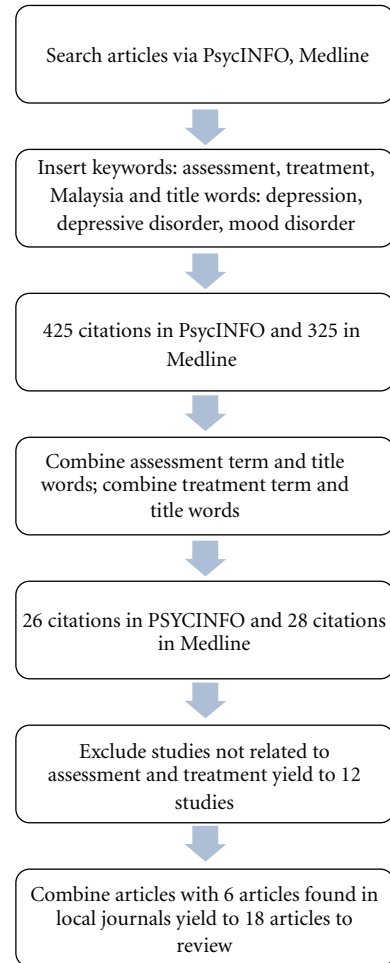 Search articles via PsycINFO, Medline
Insert keywords: assessment, treatment,
Malaysia and title words: depression,
depressive disorder, mood disorder
425 citations in PsycINFO and 325 in
Medline
Combine assessment term and title
words; combine treatment term and
title words
26 citations in PSYCINFO and 28 citations
in Medline
Exclude studies not related to
assessment and treatment yield to 12
studies
Combine articles with 6 articles found in
local journals yield to 18 articles to
review